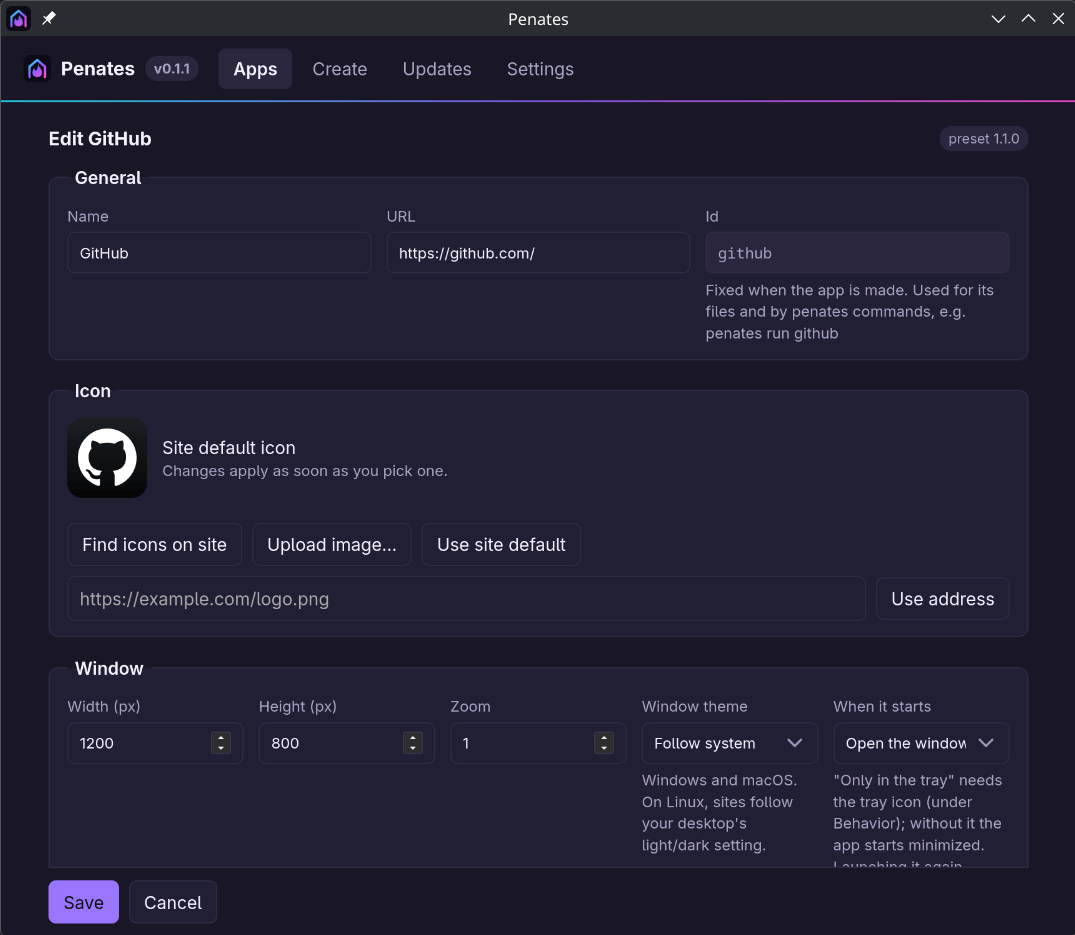 Penates
Penates v0.1.1 Apps Create Updates Settings
Edit GitHub preset 1.1.0
General
Name URL Id
GitHub https://github.com/ github
Fixed when the app is made. Used for its
files and by penates commands, e.g.
penates run github
Icon
Site default icon
Changes apply as soon as you pick one.
Find icons on site Upload image... Use site default
https://example.com/logo.png Use address
Window
Width (px) Height (px) Zoom Window theme When it starts
1200 800 1 Follow system Open the window
Windows and macOS. "Only in the tray" needs
On Linux, sites follow the tray icon (under
your desktop's Behavior); without it the
light/dark setting. app starts minimized.
Launching it again
Save Cancel